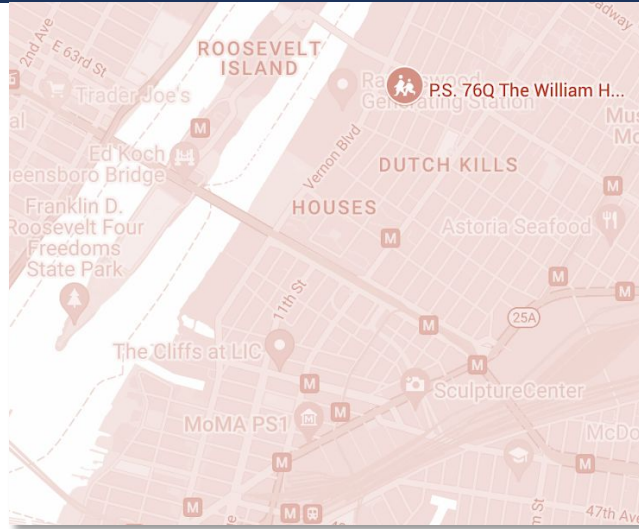 2nd Ave
E 63rd St
ROOSEVELT
ISLAND
Trader Joe's
M
Ed Koch
Queensboro Bridge
Franklin D.
Roosevelt Four
Freedoms
State Park
Vernon Blvd
Generating Station
P.S. 76Q The William H...
DUTCH KILLS
HOUSES
M
M
Astoria Seafood
M
M
25A
11th St
M
M
The Cliffs at LIC
M
M
SculptureCenter
MoMA PS1
M
McDo
M
M
M
47th Av